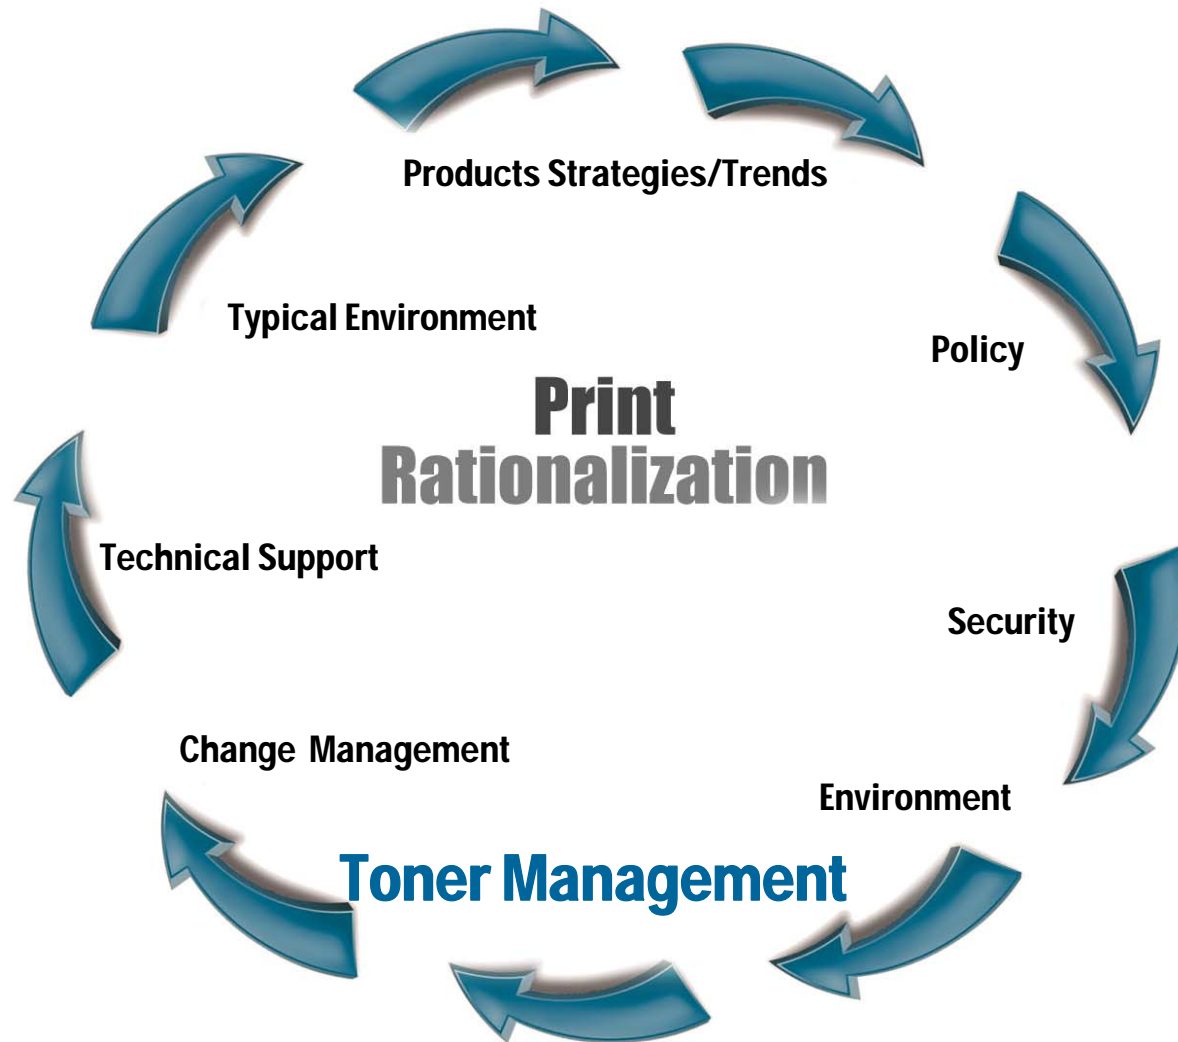 Products Strategies/Trends
Typical Environment
Policy
Print
Rationalization
Technical Support
Security
Change Management
Environment
Toner Management